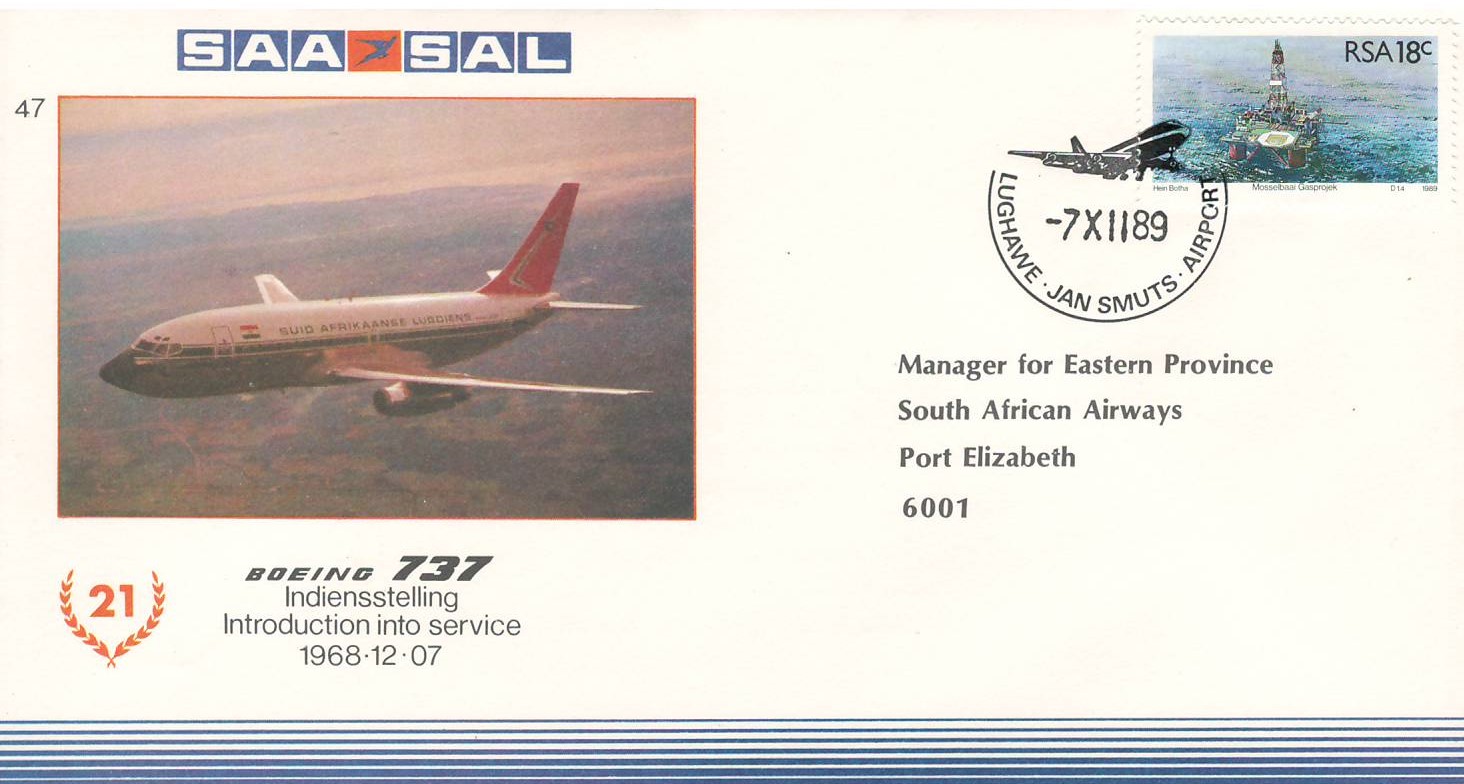 SAA SAL
47
RSA 18c
Hein Botha Mosselbaai Gasprojek D14 1989
LUGHAWE · JAN SMUTS · AIRPORT
-7XII89
SUID AFRIKAANSE LUGDIENS
Manager for Eastern Province
South African Airways
Port Elizabeth
6001
21
BOEING 737
Indiensstelling
Introduction into service
1968·12·07